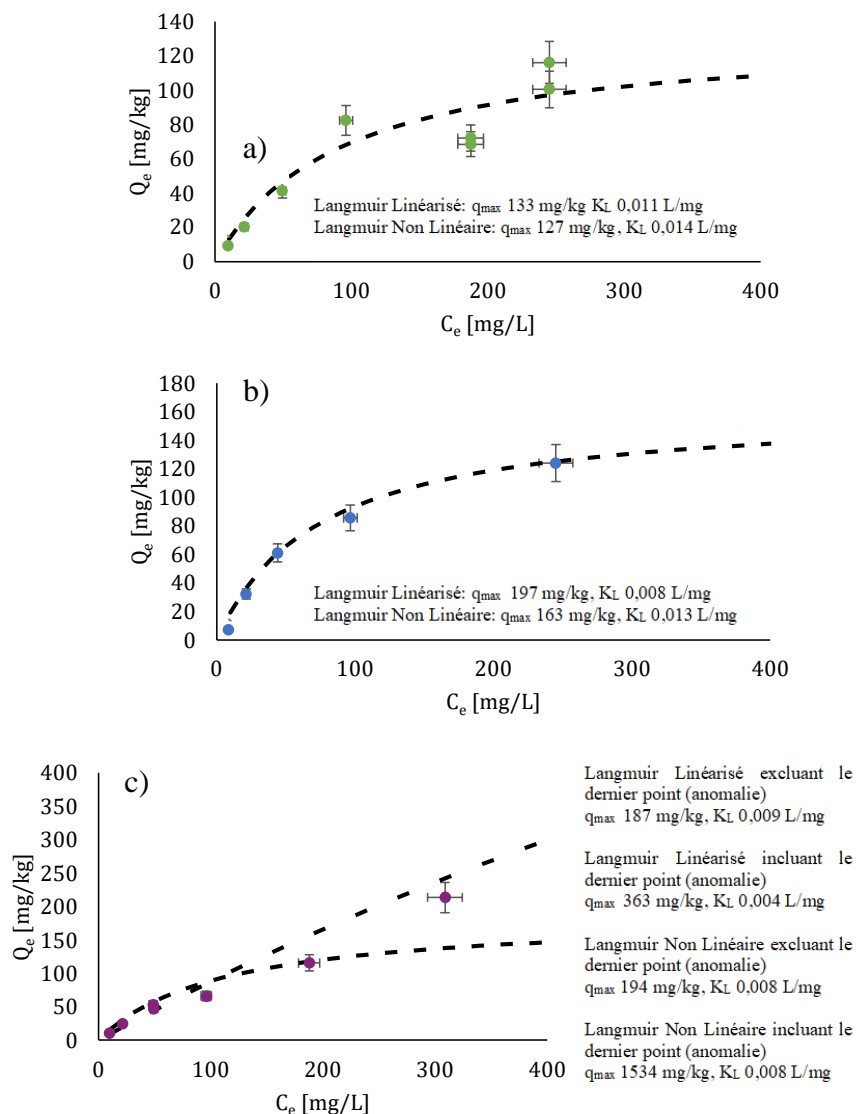 140
120
100
80
60
40
20
0
Qe [mg/kg]
a)
Langmuir Linéarisé: qmax 133 mg/kg KL 0,011 L/mg
Langmuir Non Linéaire: qmax 127 mg/kg, KL 0,014 L/mg
0 100 200 300 400
Ce [mg/L]
180
160
140
120
100
80
60
40
20
0
Qe [mg/kg]
b)
Langmuir Linéarisé: qmax 197 mg/kg, KL 0,008 L/mg
Langmuir Non Linéaire: qmax 163 mg/kg, KL 0,013 L/mg
0 100 200 300 400
Ce [mg/L]
400
350
300
250
200
150
100
50
0
Qe [mg/kg]
c)
0 100 200 300 400
Ce [mg/L]
Langmuir Linéarisé excluant le
dernier point (anomalie)
qmax 187 mg/kg, KL 0,009 L/mg
Langmuir Linéarisé incluant le
dernier point (anomalie)
qmax 363 mg/kg, KL 0,004 L/mg
Langmuir Non Linéaire excluant le
dernier point (anomalie)
qmax 194 mg/kg, KL 0,008 L/mg
Langmuir Non Linéaire incluant le
dernier point (anomalie)
qmax 1534 mg/kg, KL 0,008 L/mg